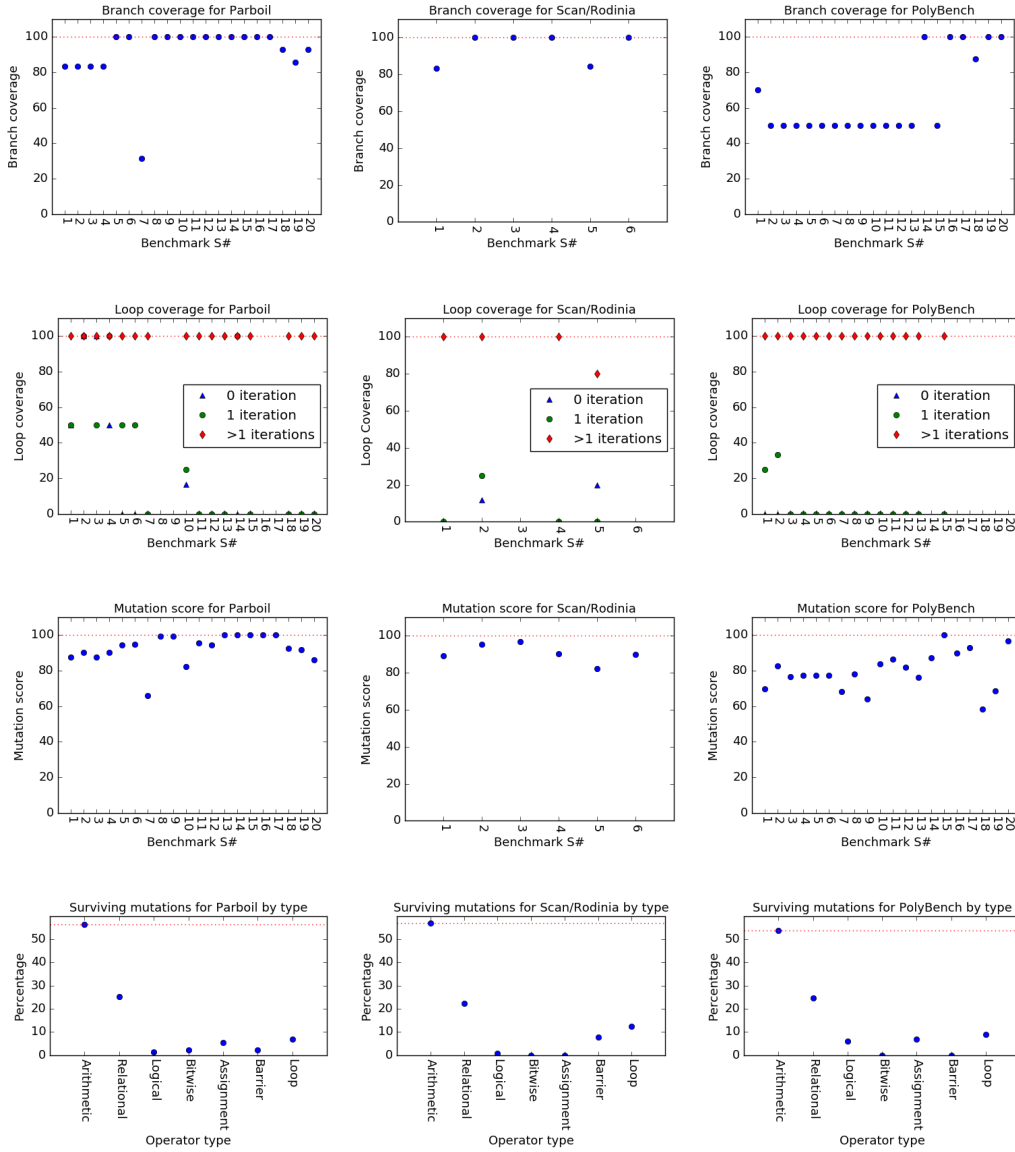 Branch coverage for Parboil
Branch coverage
100
80
60
40
20
0
1 2 3 4 5 6 7 8 9 10 11 12 13 14 15 16 17 18 19 20
Benchmark S#
Branch coverage for Scan/Rodinia
Branch coverage
100
80
60
40
20
0
1 2 3 4 5 6
Benchmark S#
Branch coverage for PolyBench
Branch coverage
100
80
60
40
20
0
1 2 3 4 5 6 7 8 9 10 11 12 13 14 15 16 17 18 19 20
Benchmark S#
Loop coverage for Parboil
Loop coverage
100
80
60
40
20
0
0 iteration
1 iteration
>1 iterations
1 2 3 4 5 6 7 8 9 10 11 12 13 14 15 16 17 18 19 20
Benchmark S#
Loop coverage for Scan/Rodinia
Loop Coverage
100
80
60
40
20
0
0 iteration
1 iteration
>1 iterations
1 2 3 4 5 6
Benchmark S#
Loop coverage for PolyBench
Loop coverage
100
80
60
40
20
0
0 iteration
1 iteration
>1 iterations
1 2 3 4 5 6 7 8 9 10 11 12 13 14 15 16 17 18 19 20
Benchmark S#
Mutation score for Parboil
Mutation score
100
80
60
40
20
0
1 2 3 4 5 6 7 8 9 10 11 12 13 14 15 16 17 18 19 20
Benchmark S#
Mutation score for Scan/Rodinia
Mutation score
100
80
60
40
20
0
1 2 3 4 5 6
Benchmark S#
Mutation score for PolyBench
Mutation score
100
80
60
40
20
0
1 2 3 4 5 6 7 8 9 10 11 12 13 14 15 16 17 18 19 20
Benchmark S#
Surviving mutations for Parboil by type
Percentage
50
40
30
20
10
0
Arithmetic
Relational
Logical
Bitwise
Assignment
Barrier
Loop
Operator type
Surviving mutations for Scan/Rodinia by type
Percentage
50
40
30
20
10
0
Arithmetic
Relational
Logical
Bitwise
Assignment
Barrier
Loop
Operator type
Surviving mutations for PolyBench by type
Percentage
50
40
30
20
10
0
Arithmetic
Relational
Logical
Bitwise
Assignment
Barrier
Loop
Operator type